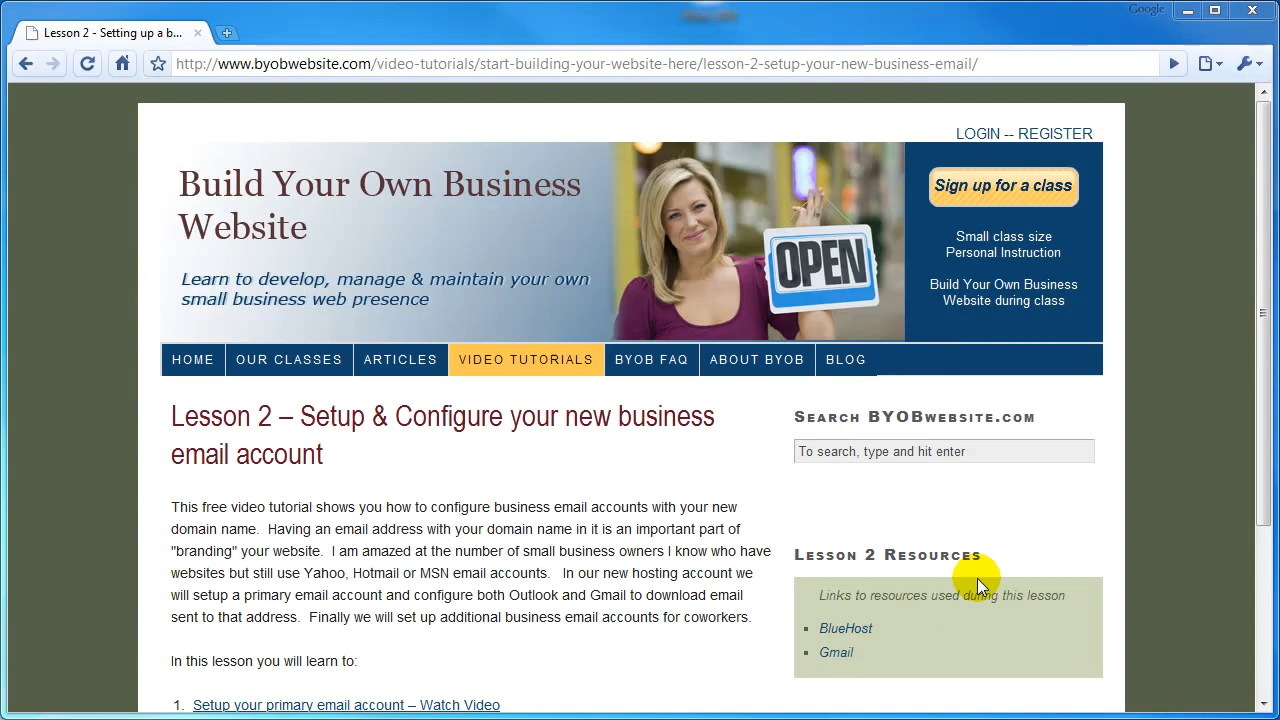 Google
Lesson 2 - Setting up a b...
http://www.byobwebsite.com/video-tutorials/start-building-your-website-here/lesson-2-setup-your-new-business-email/
LOGIN -- REGISTER
Build Your Own Business
Website
Learn to develop, manage & maintain your own
small business web presence
OPEN
Sign up for a class
Small class size
Personal Instruction
Build Your Own Business
Website during class
HOME
OUR CLASSES
ARTICLES
VIDEO TUTORIALS
BYOB FAQ
ABOUT BYOB
BLOG
Lesson 2 – Setup & Configure your new business
email account
This free video tutorial shows you how to configure business email accounts with your new
domain name.  Having an email address with your domain name in it is an important part of
"branding" your website.  I am amazed at the number of small business owners I know who have
websites but still use Yahoo, Hotmail or MSN email accounts.   In our new hosting account we
will setup a primary email account and configure both Outlook and Gmail to download email
sent to that address.  Finally we will set up additional business email accounts for coworkers.
In this lesson you will learn to:
1. Setup your primary email account – Watch Video
Search BYOBwebsite.com
To search, type and hit enter
Lesson 2 Resources
Links to resources used during this lesson
BlueHost
Gmail